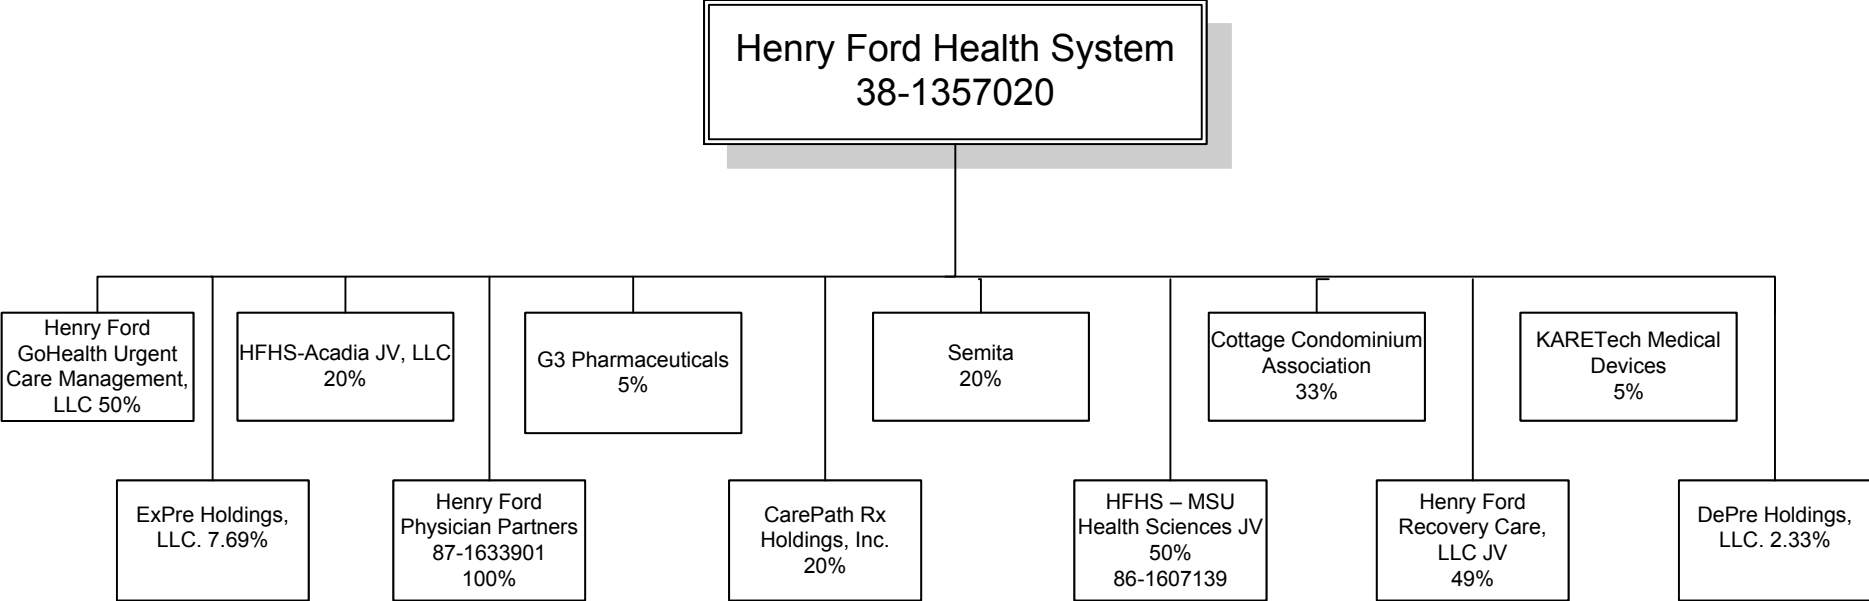 Henry Ford Health System
38-1357020
Henry Ford
GoHealth Urgent
Care Management,
LLC 50%
HFHS-Acadia JV, LLC
20%
G3 Pharmaceuticals
5%
Semita
20%
Cottage Condominium
Association
33%
KARETech Medical
Devices
5%
ExPre Holdings,
LLC. 7.69%
Henry Ford
Physician Partners
87-1633901
100%
CarePath Rx
Holdings, Inc.
20%
HFHS – MSU
Health Sciences JV
50%
86-1607139
Henry Ford
Recovery Care,
LLC JV
49%
DePre Holdings,
LLC. 2.33%